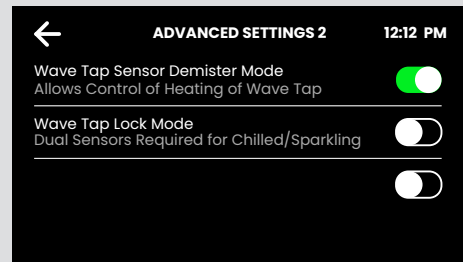 ADVANCED SETTINGS 2
12:12 PM
Wave Tap Sensor Demister Mode
Allows Control of Heating of Wave Tap
Wave Tap Lock Mode
Dual Sensors Required for Chilled/Sparkling